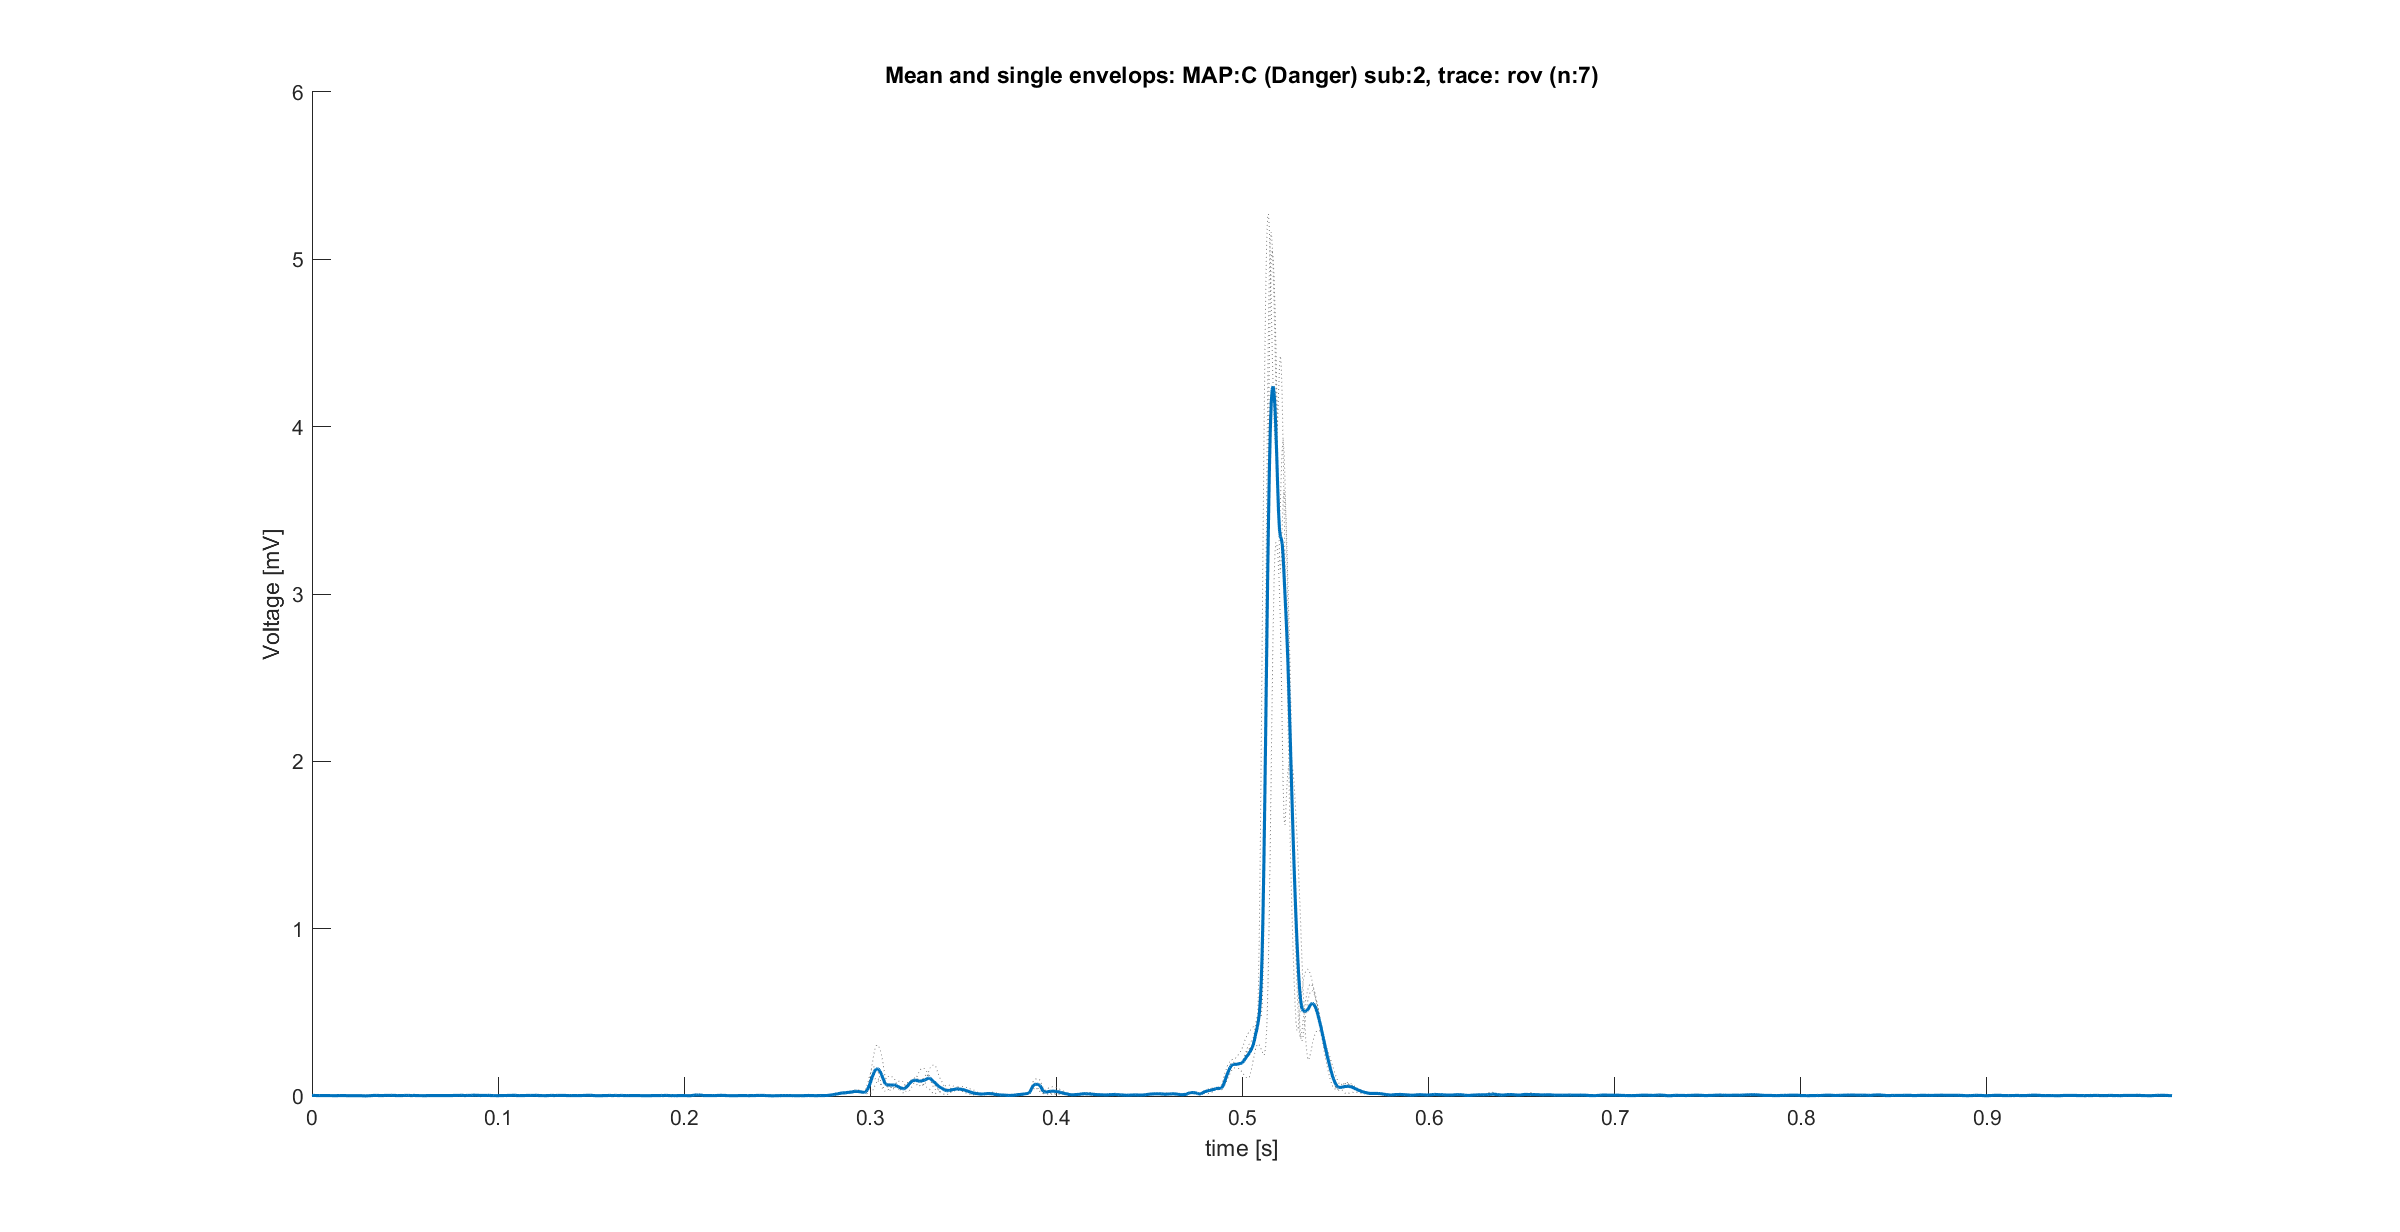 Mean and single envelops: MAP:C (Danger) sub:2, trace: rov (n:7)
6
5
4
3
2
1
0
Voltage [mV]
0 0.1 0.2 0.3 0.4 0.5 0.6 0.7 0.8 0.9
time [s]